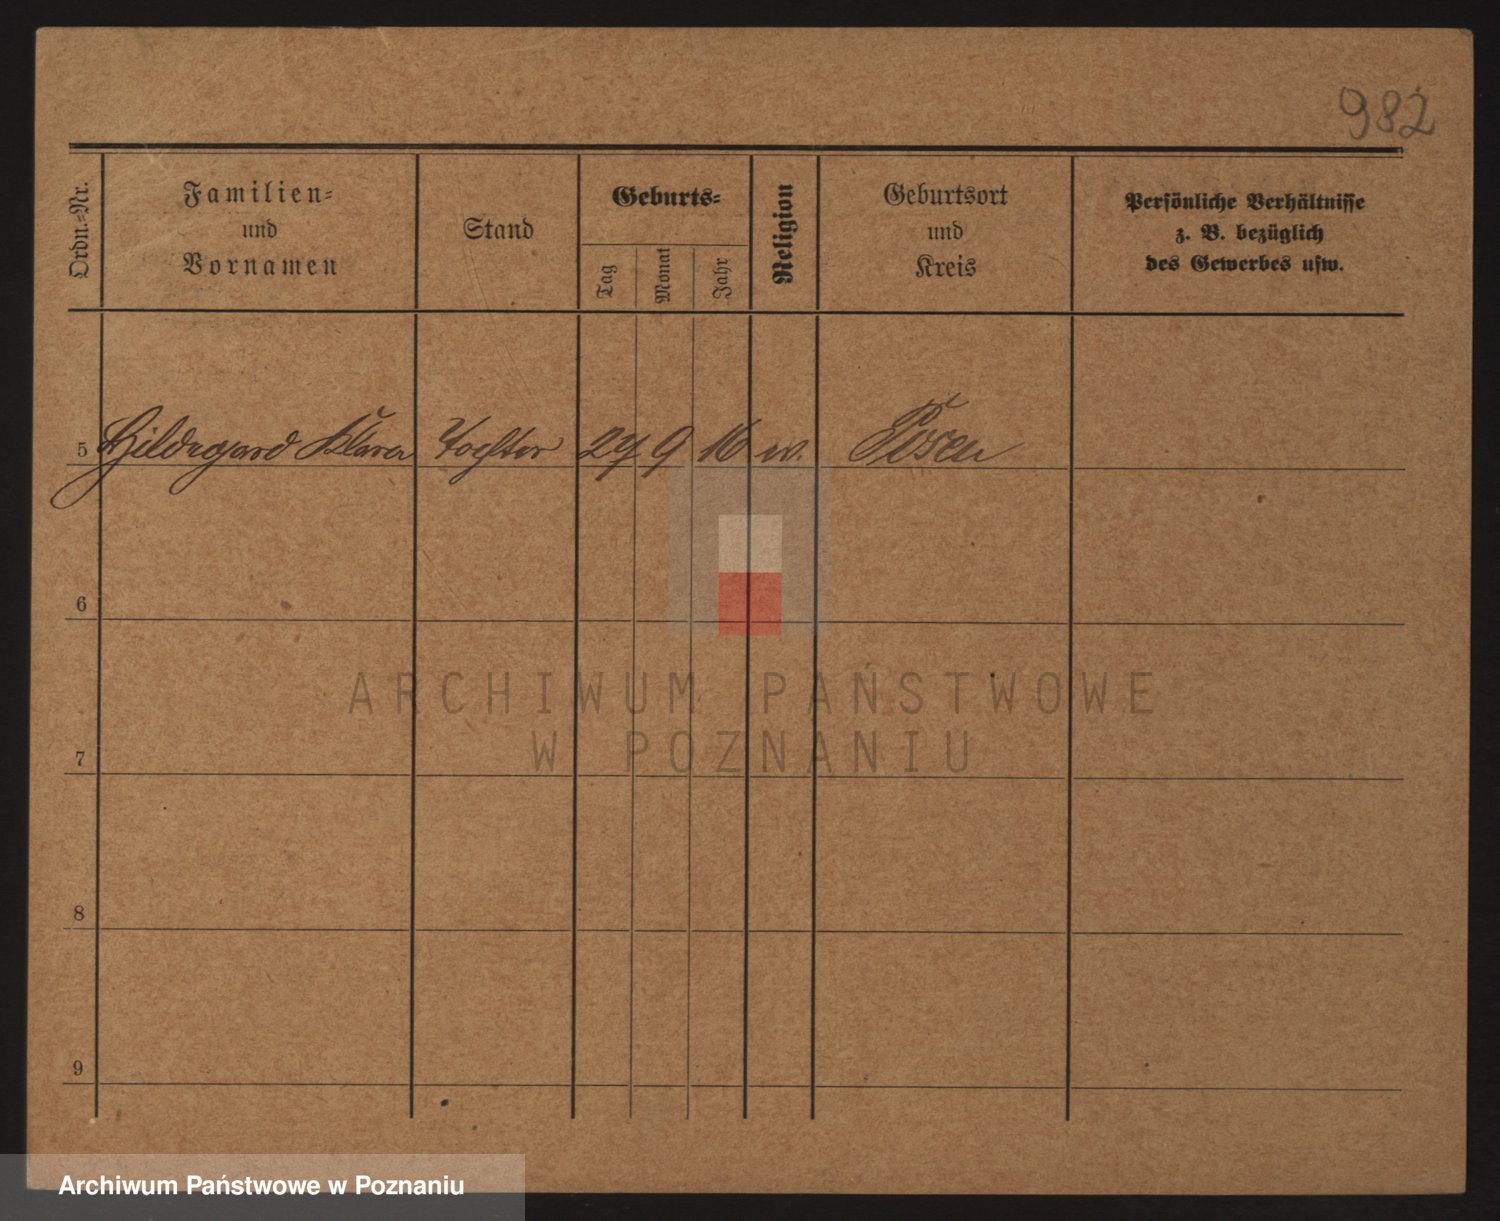 982
Ordn.-Nr.
Familien-
und
Vornamen
Stand
Geburts-
Tag
Monat
Jahr
Religion
Geburtsort
und
Kreis
Persönliche Verhältnisse
z. B. bezüglich
des Gewerbes usw.
5 Hildegard Klara Tochter 27 9 16 w. Posen
6
ARCHIWUM PAŃSTWOWE
W POZNANIU
7
8
9
Archiwum Państwowe w Poznaniu